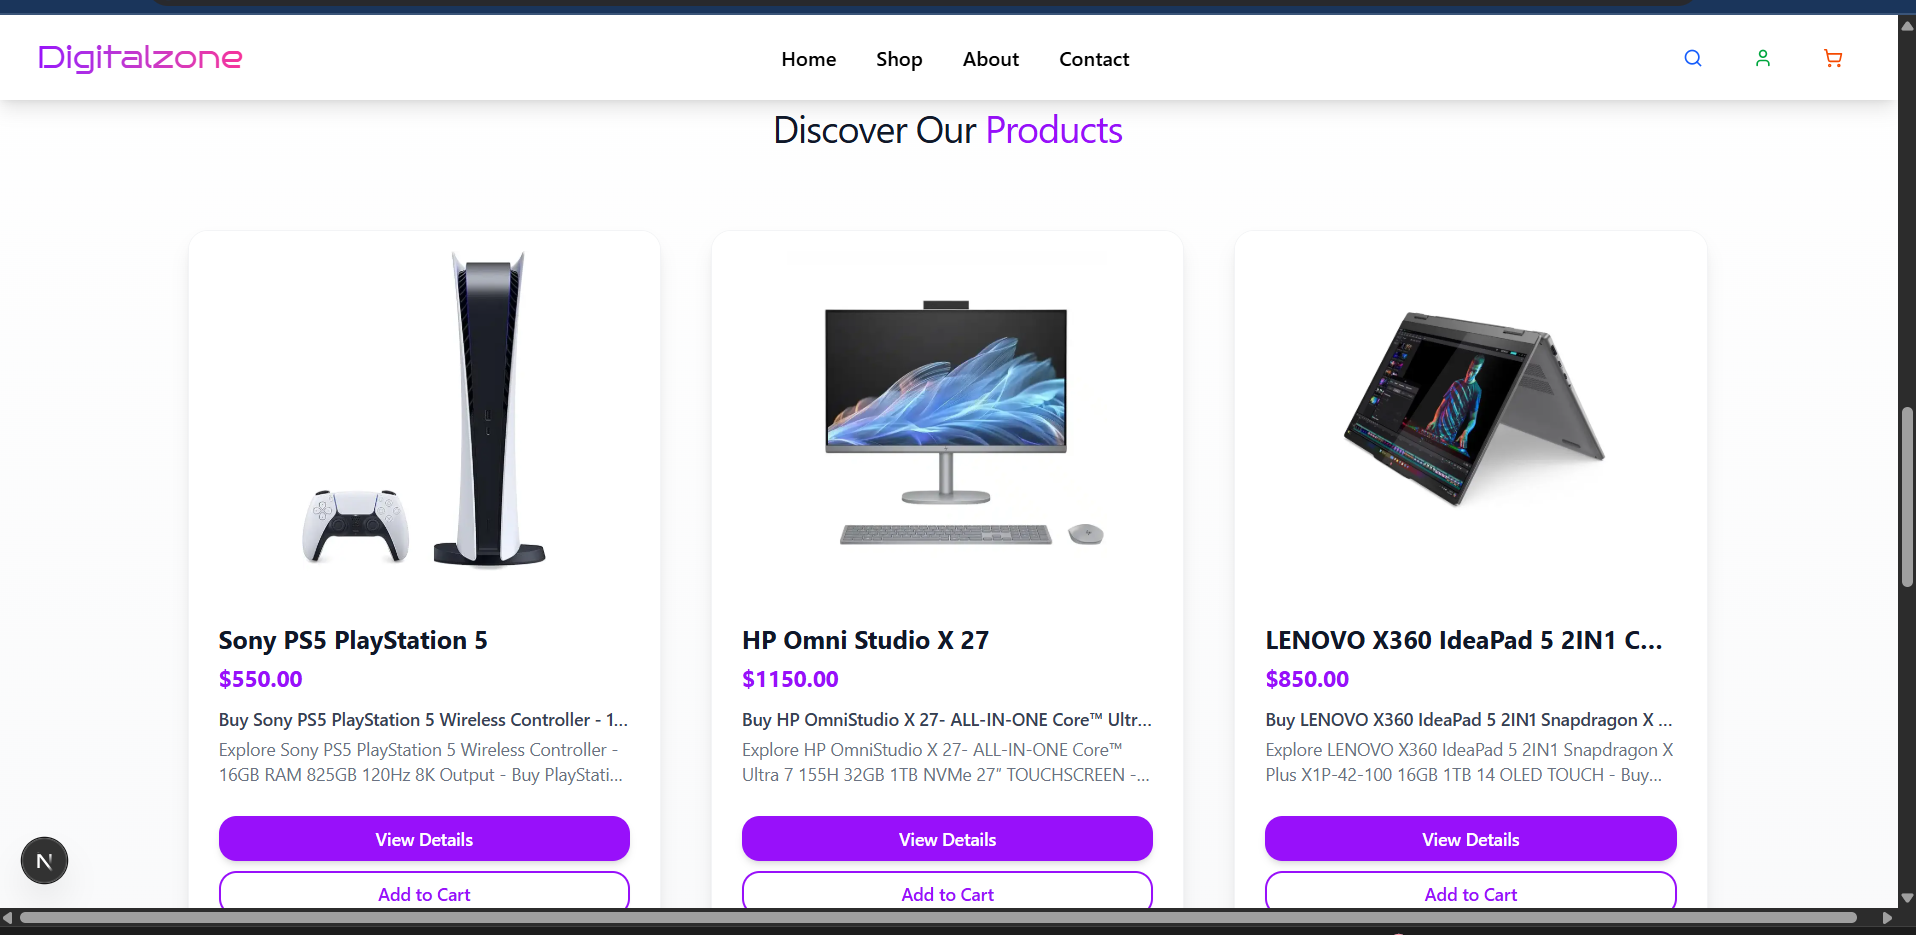 Digitalzone
Home Shop About Contact
Discover Our Products
Sony PS5 PlayStation 5
$550.00
Buy Sony PS5 PlayStation 5 Wireless Controller - 1...
Explore Sony PS5 PlayStation 5 Wireless Controller -
16GB RAM 825GB 120Hz 8K Output - Buy PlayStati...
View Details
Add to Cart
HP Omni Studio X 27
$1150.00
Buy HP OmniStudio X 27- ALL-IN-ONE Core™ Ultr...
Explore HP OmniStudio X 27- ALL-IN-ONE Core™
Ultra 7 155H 32GB 1TB NVMe 27” TOUCHSCREEN -...
View Details
Add to Cart
LENOVO X360 IdeaPad 5 2IN1 C...
$850.00
Buy LENOVO X360 IdeaPad 5 2IN1 Snapdragon X ...
Explore LENOVO X360 IdeaPad 5 2IN1 Snapdragon X
Plus X1P-42-100 16GB 1TB 14 OLED TOUCH - Buy...
View Details
Add to Cart
N